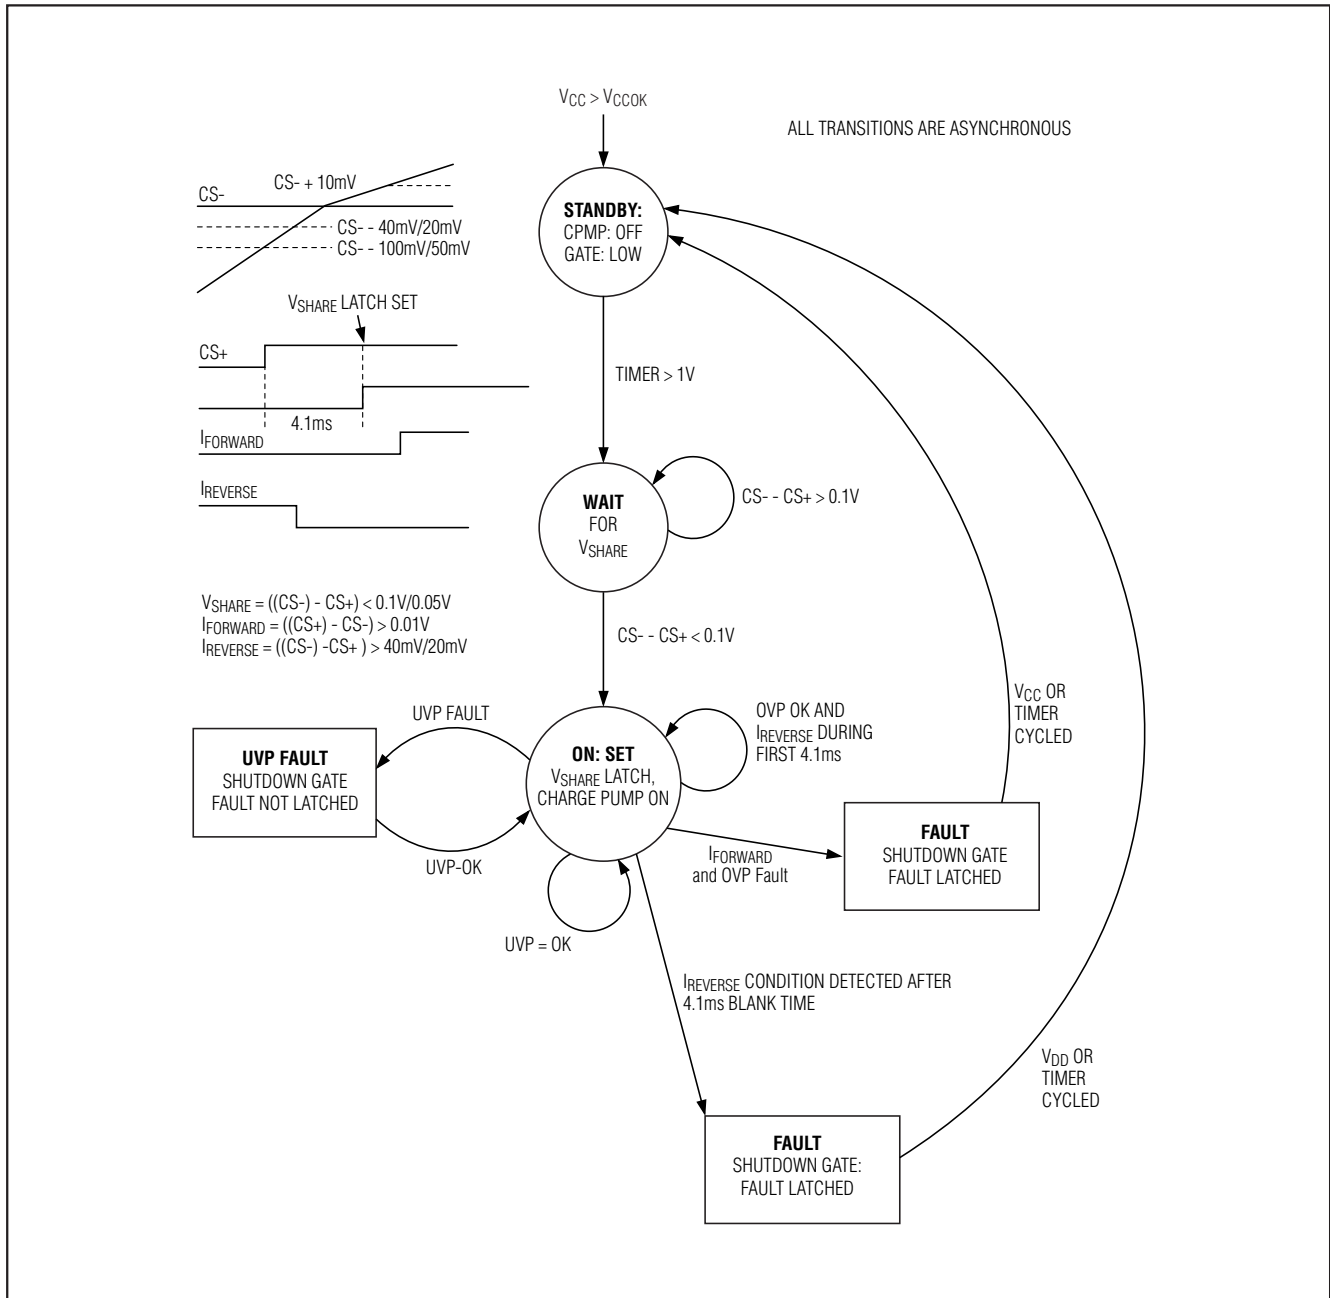 VCC > VCCOK
ALL TRANSITIONS ARE ASYNCHRONOUS
CS-
CS- + 10mV
CS- - 40mV/20mV
CS- - 100mV/50mV
STANDBY:
CPMP: OFF
GATE: LOW
VSHARE LATCH SET
CS+
4.1ms
IFORWARD
IREVERSE
TIMER > 1V
WAIT
FOR
VSHARE
CS- - CS+ > 0.1V
VSHARE = ((CS-) - CS+) < 0.1V/0.05V
IFORWARD = ((CS+) - CS-) > 0.01V
IREVERSE = ((CS-) -CS+ ) > 40mV/20mV
CS- - CS+ < 0.1V
UVP FAULT
UVP FAULT
SHUTDOWN GATE
FAULT NOT LATCHED
UVP-OK
ON: SET
VSHARE LATCH,
CHARGE PUMP ON
OVP OK AND
IREVERSE DURING
FIRST 4.1ms
VCC OR
TIMER
CYCLED
IFORWARD
and OVP Fault
FAULT
SHUTDOWN GATE
FAULT LATCHED
UVP = OK
IREVERSE CONDITION DETECTED AFTER
4.1ms BLANK TIME
VDD OR
TIMER
CYCLED
FAULT
SHUTDOWN GATE:
FAULT LATCHED